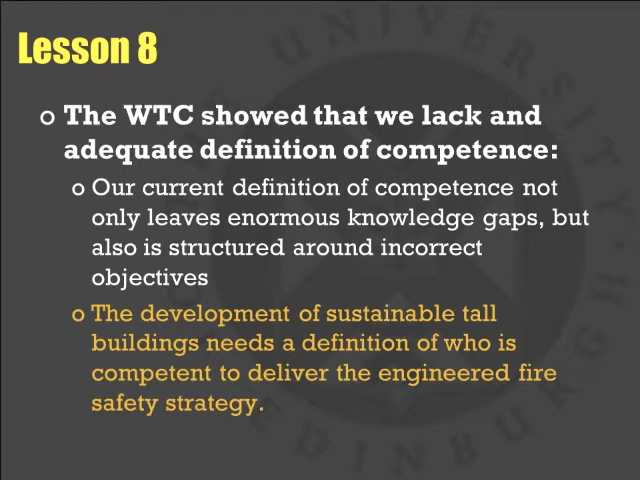 Lesson 8
o The WTC showed that we lack and
adequate definition of competence:
o Our current definition of competence not
only leaves enormous knowledge gaps, but
also is structured around incorrect
objectives
o The development of sustainable tall
buildings needs a definition of who is
competent to deliver the engineered fire
safety strategy.
UNIVERSITY
EDINBURGH